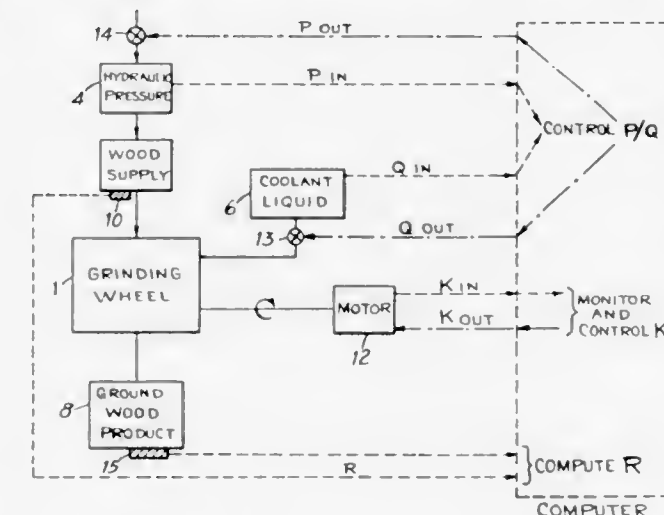 14
P OUT
4
HYDRAULIC
PRESSURE
P IN
CONTROL P/Q
WOOD
SUPPLY
10
6
COOLANT
LIQUID
Q IN
13
Q OUT
1
GRINDING
WHEEL
MOTOR
12
K IN
K OUT
MONITOR
AND
CONTROL K
8
GROUND
WOOD
PRODUCT
15
R
COMPUTE R
COMPUTER